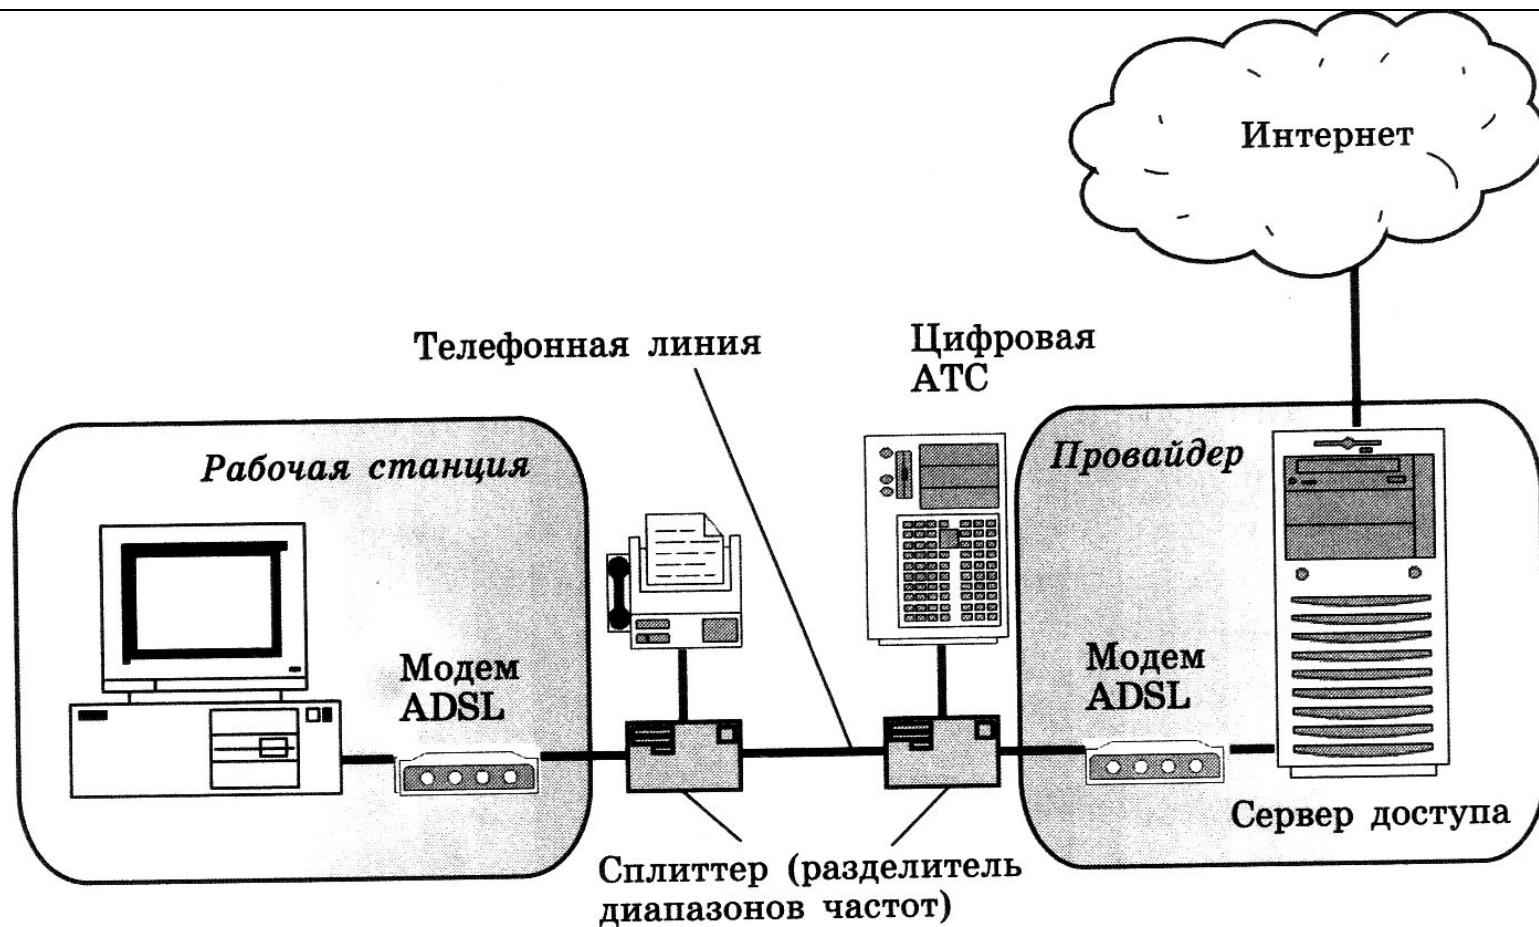 Интернет
Телефонная линия
Цифровая
АТС
Рабочая станция
Провайдер
Модем
ADSL
Модем
ADSL
Сервер доступа
Сплиттер (разделитель
диапазонов частот)